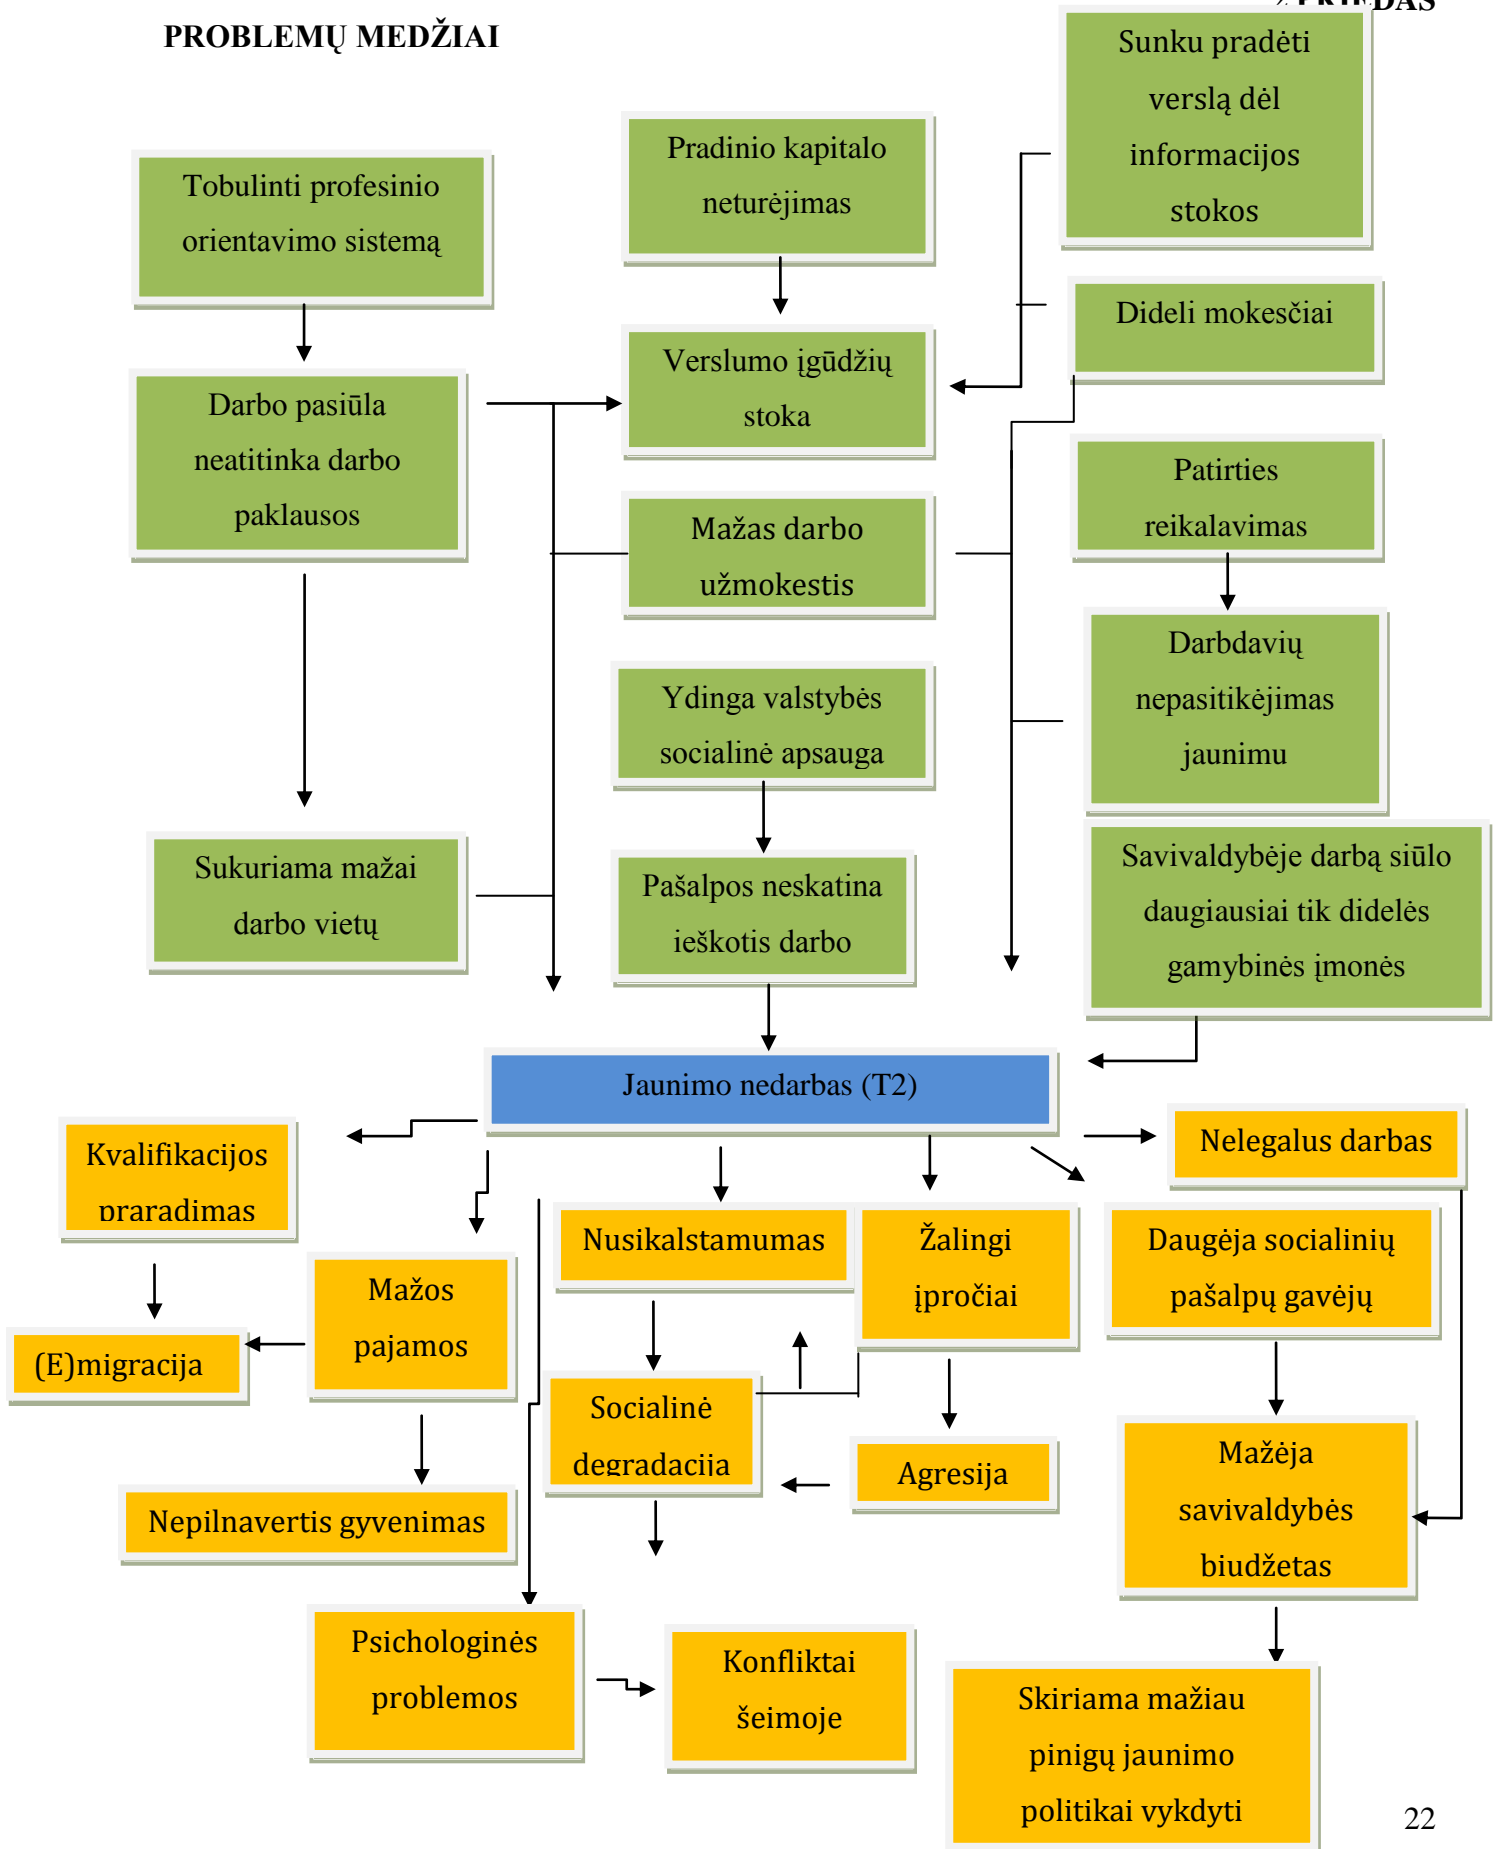 PROBLEMŲ MEDŽIAI
Sunku pradėti
verslą dėl
informacijos
stokos
Pradinio kapitalo
neturėjimas
Tobulinti profesinio
orientavimo sistemą
Dideli mokesčiai
Verslumo įgūdžių
stoka
Darbo pasiūla
neatitinka darbo
paklausos
Patirties
reikalavimas
Mažas darbo
užmokestis
Darbdavių
nepasitikėjimas
jaunimu
Ydinga valstybės
socialinė apsauga
Sukuriama mažai
darbo vietų
Pašalpos neskatina
ieškotis darbo
Savivaldybėje darbą siūlo
daugiausiai tik didelės
gamybinės įmonės
Jaunimo nedarbas (T2)
Kvalifikacijos
praradimas
Nelegalus darbas
Mažos
pajamos
Nusikalstamumas
Žalingi
įpročiai
Daugėja socialinių
pašalpų gavėjų
(E)migracija
Socialinė
degradacija
Agresija
Mažėja
savivaldybės
biudžetas
Nepilnavertis gyvenimas
Psichologinės
problemos
Konfliktai
šeimoje
Skiriama mažiau
pinigų jaunimo
politikai vykdyti
22